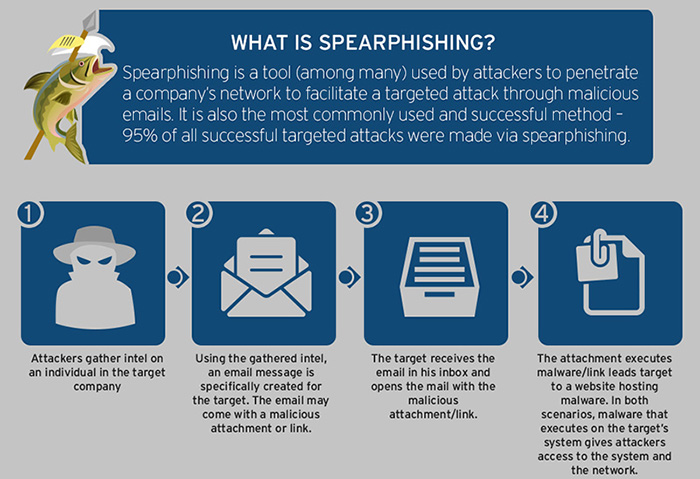 WHAT IS SPEARPHISHING?
Spearphishing is a tool (among many) used by attackers to penetrate
a company's network to facilitate a targeted attack through malicious
emails. It is also the most commonly used and successful method –
95% of all successful targeted attacks were made via spearphishing.
1
Attackers gather intel on
an individual in the target
company
2
Using the gathered intel,
an email message is
specifically created for
the target. The email may
come with a malicious
attachment or link.
3
The target receives the
email in his inbox and
opens the mail with the
malicious
attachment/link.
4
The attachment executes
malware/link leads target
to a website hosting
malware. In both
scenarios, malware that
executes on the target's
system gives attackers
access to the system and
the network.